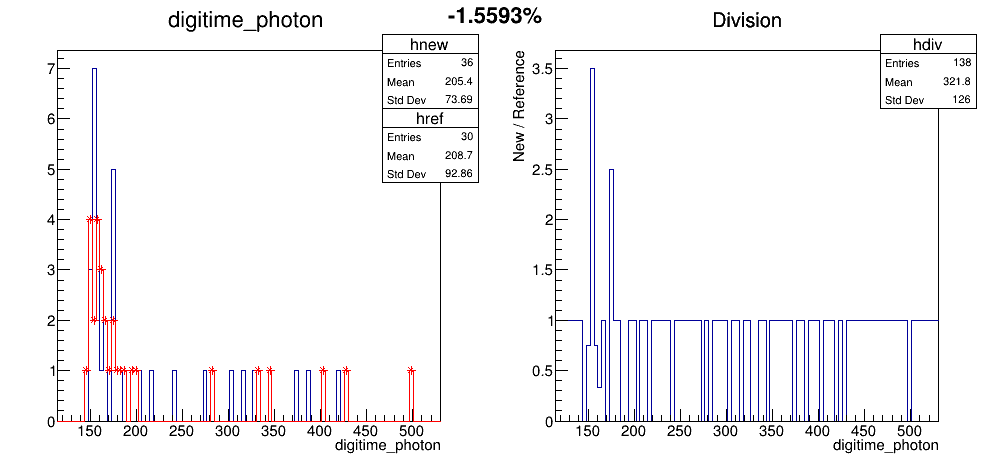 -1.5593%
digitime_photon
hnew
Entries 36
Mean 205.4
Std Dev 73.69
href
Entries 30
Mean 208.7
Std Dev 92.86
7
6
5
4
3
2
1
0
150 200 250 300 350 400 450 500
digitime_photon
Division
hdiv
Entries 138
Mean 321.8
Std Dev 126
New / Reference
3.5
3
2.5
2
1.5
1
0.5
0
150 200 250 300 350 400 450 500
digitime_photon